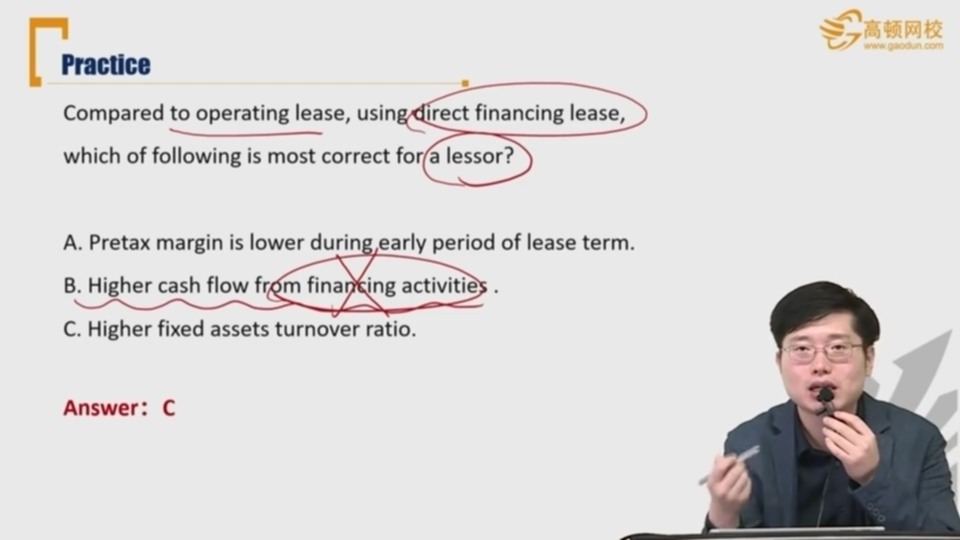 高顿网校
www.gaodun.com
Practice
Compared to operating lease, using direct financing lease,
which of following is most correct for a lessor?
A. Pretax margin is lower during early period of lease term.
B. Higher cash flow from financing activities .
C. Higher fixed assets turnover ratio.
Answer： C